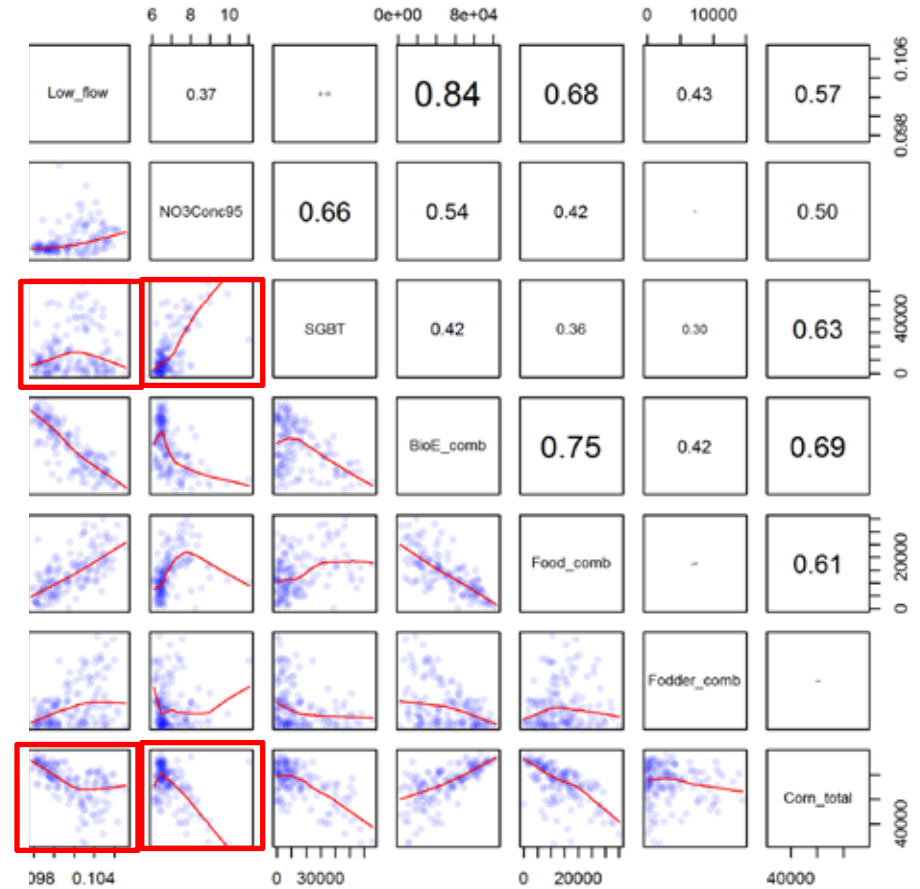 6 8 10 0e+00 8e+04 0 10000
Low_flow 0.37 0.84 0.68 0.43 0.57 0.098 0.106
NO3Conc95 0.66 0.54 0.42 0.50
SGBT 0.42 0.36 0.30 0.63 0 40000
BioE_comb 0.75 0.42 0.69
Food_comb 0.61 0 20000
Fodder_comb
Corn_total 40000
098 0.104 0 30000 0 20000 40000